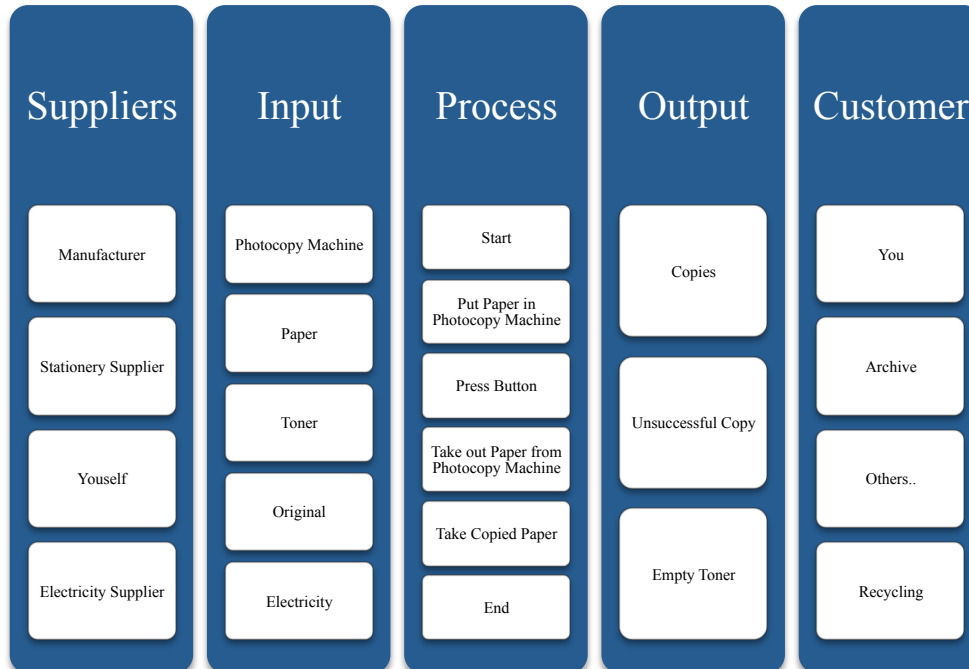 Suppliers
Manufacturer
Stationery Supplier
Youself
Electricity Supplier
Input
Photocopy Machine
Paper
Toner
Original
Electricity
Process
Start
Put Paper in
Photocopy Machine
Press Button
Take out Paper from
Photocopy Machine
Take Copied Paper
End
Output
Copies
Unsuccessful Copy
Empty Toner
Customer
You
Archive
Others..
Recycling